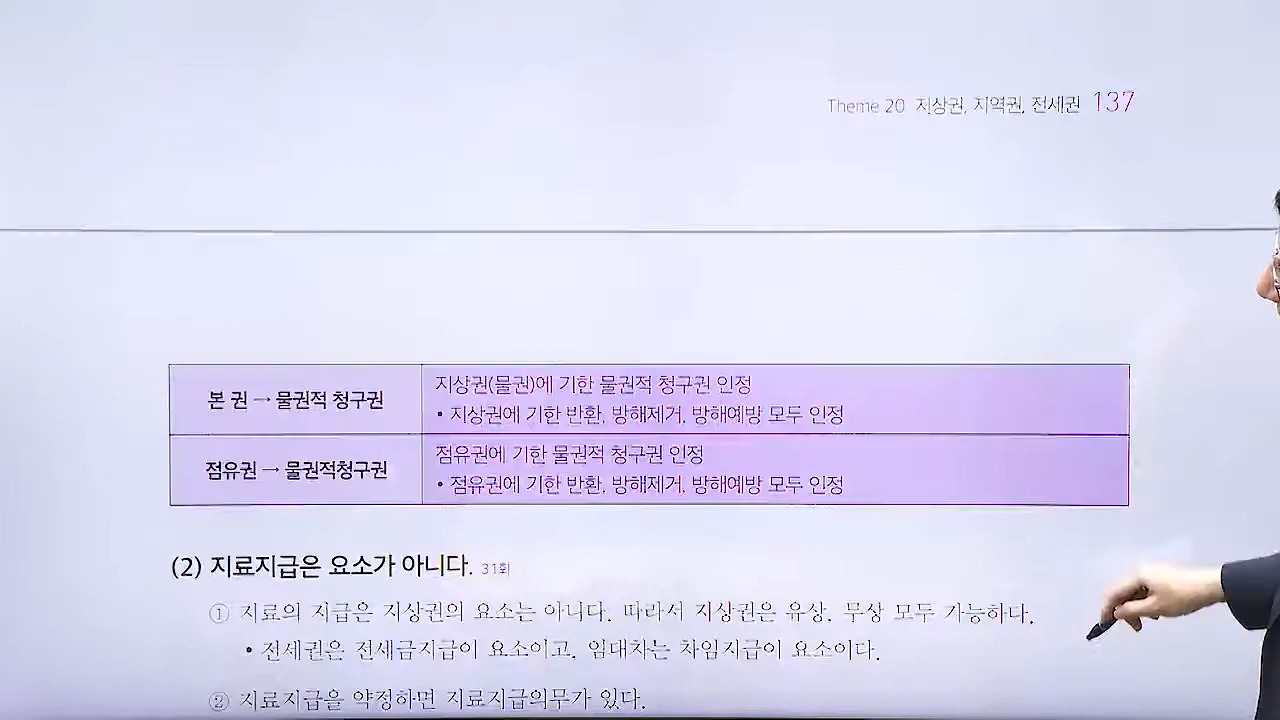 Theme 20 지상권, 지역권, 전세권 137
본 권 → 물권적 청구권
지상권(물권)에 기한 물권적 청구권 인정
• 지상권에 기한 반환, 방해제거, 방해예방 모두 인정
점유권 → 물권적청구권
점유권에 기한 물권적 청구권 인정
• 점유권에 기한 반환, 방해제거, 방해예방 모두 인정
(2) 지료지급은 요소가 아니다. 31회
① 지료의 지급은 지상권의 요소는 아니다. 따라서 지상권은 유상, 무상 모두 가능하다.
• 전세권은 전세금지급이 요소이고, 임대차는 차임지급이 요소이다.
② 지료지급을 약정하면 지료지급의무가 있다.